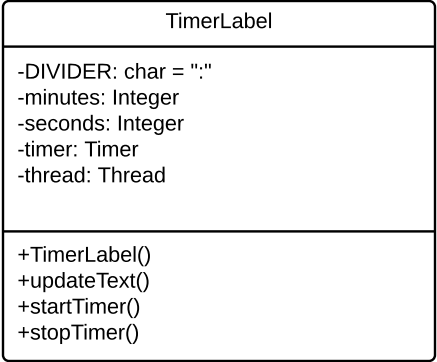 TimerLabel
-DIVIDER: char = ":"
-minutes: Integer
-seconds: Integer
-timer: Timer
-thread: Thread
+TimerLabel()
+updateText()
+startTimer()
+stopTimer()